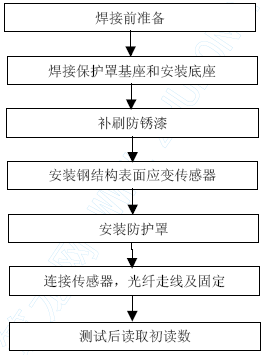 焊接前准备
焊接保护罩基座和安装底座
补刷防锈漆
安装钢结构表面应变传感器
安装防护罩
连接传感器，光纤走线及固定
测试后读取初读数